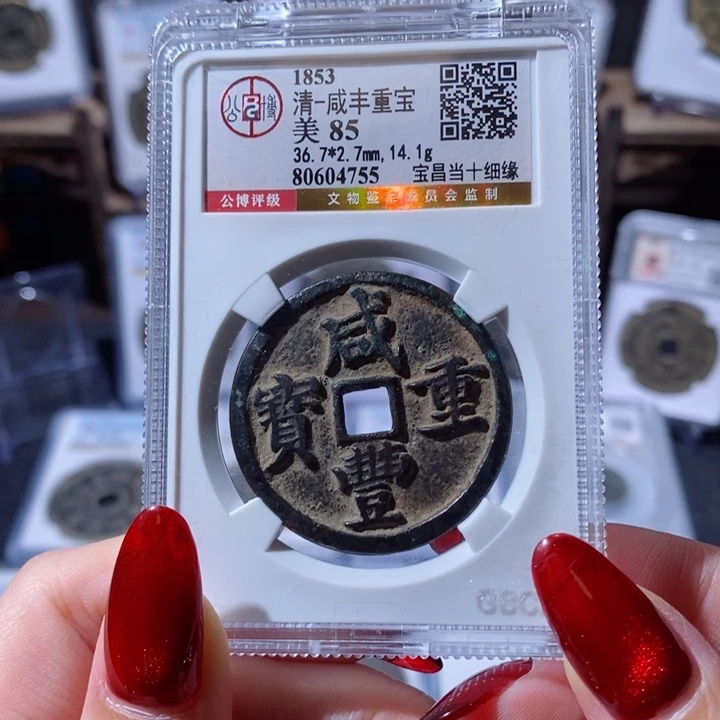 1853
清-咸丰重宝
美 85
36.7*2.7mm,14.1g
80604755 宝昌当十细缘
公博评级 文物鉴定委员会监制
公博
咸豐重寶